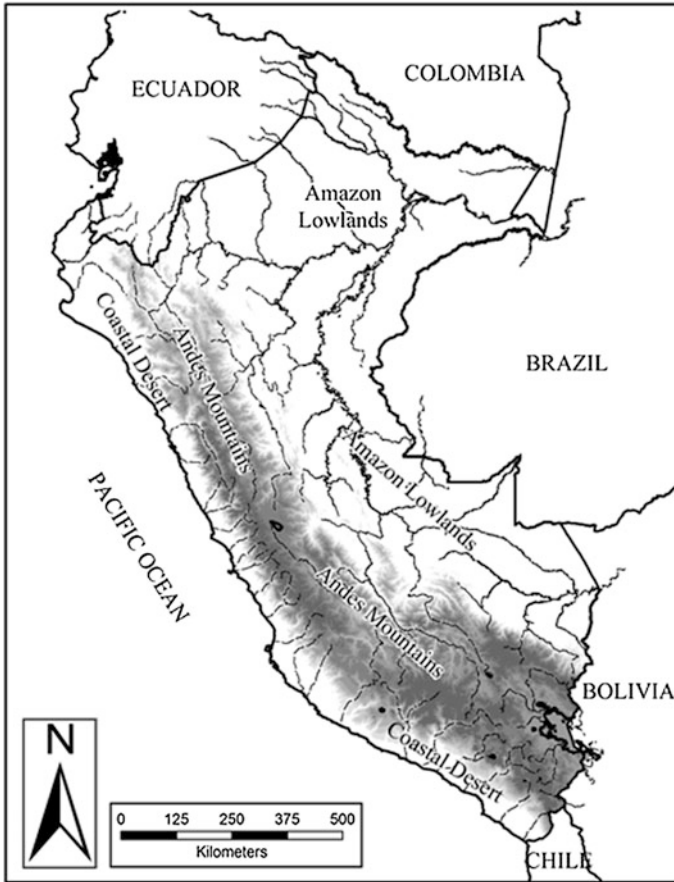 COLOMBIA
ECUADOR
Amazon
Lowlands
Coastal Desert
Andes Mountains
BRAZIL
Amazon Lowlands
PACIFIC OCEAN
Andes Mountains
BOLIVIA
Coastal Desert
N
0 125 250 375 500
Kilometers
CHILE